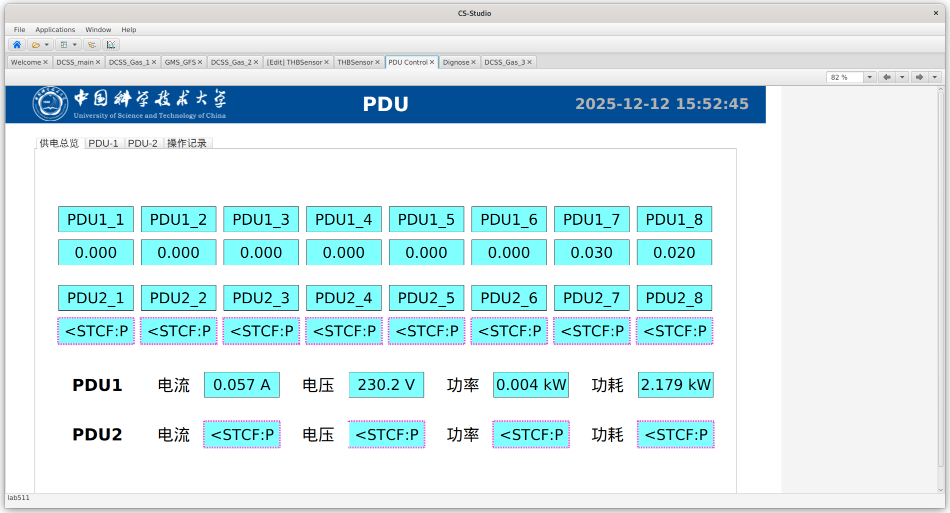 CS-Studio
File Applications Window Help
Welcome DCSS_main DCSS_Gas_1 GMS_GFS DCSS_Gas_2 [Edit] THBSensor THBSensor PDU Control Dignose DCSS_Gas_3
82 %
中国科学技术大学
University of Science and Technology of China
PDU
2025-12-12 15:52:45
供电总览 PDU-1 PDU-2 操作记录
PDU1_1 PDU1_2 PDU1_3 PDU1_4 PDU1_5 PDU1_6 PDU1_7 PDU1_8
0.000 0.000 0.000 0.000 0.000 0.000 0.030 0.020
PDU2_1 PDU2_2 PDU2_3 PDU2_4 PDU2_5 PDU2_6 PDU2_7 PDU2_8
<STCF:P <STCF:P <STCF:P <STCF:P <STCF:P <STCF:P <STCF:P <STCF:P
PDU1 电流 0.057 A 电压 230.2 V 功率 0.004 kW 功耗 2.179 kW
PDU2 电流 <STCF:P 电压 <STCF:P 功率 <STCF:P 功耗 <STCF:P
lab511